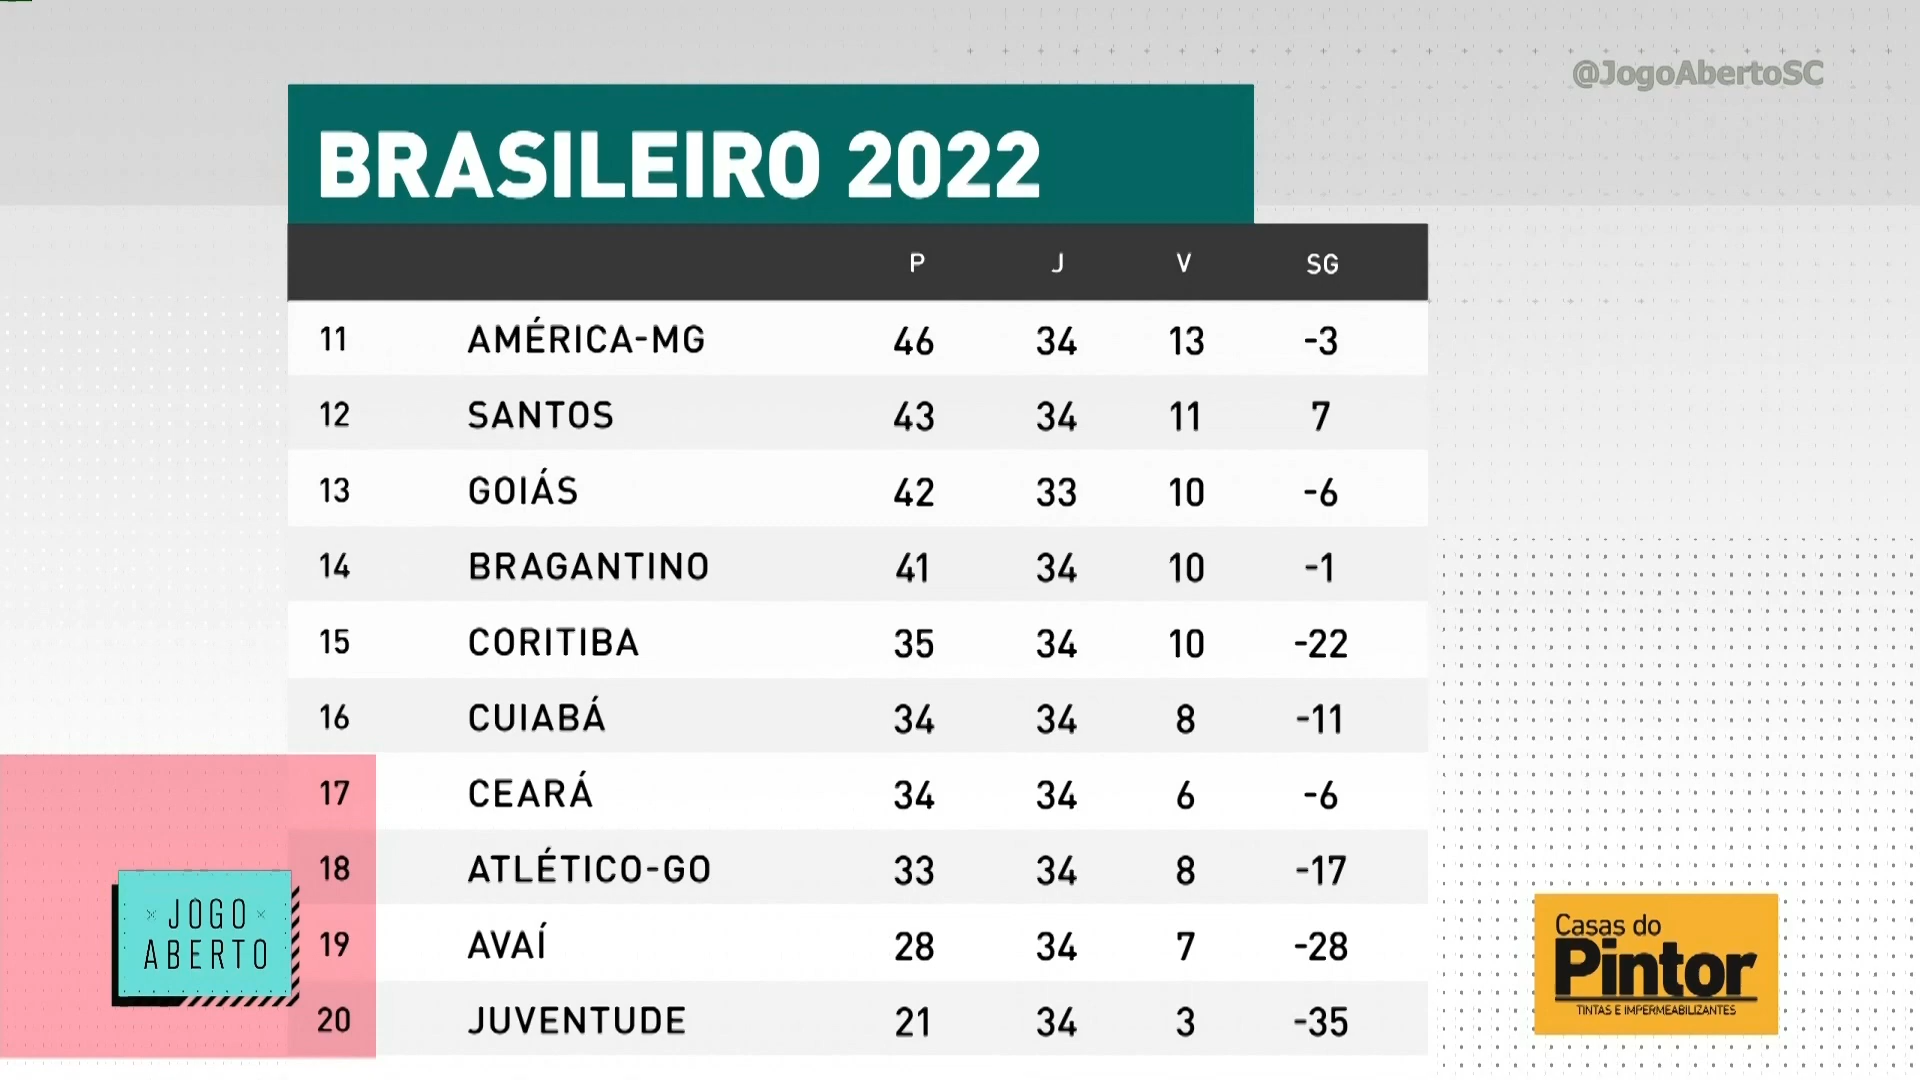 @JogoAbertoSC
BRASILEIRO 2022
P J V SG
11 AMÉRICA-MG 46 34 13 -3
12 SANTOS 43 34 11 7
13 GOIÁS 42 33 10 -6
14 BRAGANTINO 41 34 10 -1
15 CORITIBA 35 34 10 -22
16 CUIABÁ 34 34 8 -11
17 CEARÁ 34 34 6 -6
18 ATLÉTICO-GO 33 34 8 -17
19 AVAÍ 28 34 7 -28
20 JUVENTUDE 21 34 3 -35
JOGO
ABERTO
Casas do
Pintor
TINTAS E IMPERMEABILIZANTES